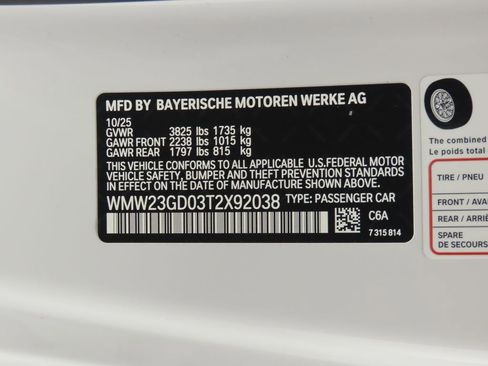 MFD BY BAYERISCHE MOTOREN WERKE AG
10/25
GVWR 3825 lbs 1735 kg
GAWR FRONT 2238 lbs 1015 kg
GAWR REAR 1797 lbs 815 kg
THIS VEHICLE CONFORMS TO ALL APPLICABLE U.S.FEDERAL MOTOR
VEHICLE SAFETY, BUMPER AND THEFT PREVENTION STANDARDS
IN EFFECT ON THE DATE OF MANUFACTURE SHOWN ABOVE.
WMW23GD03T2X92038 TYPE: PASSENGER CAR
C6A
7 315 814
The combined
Le poids total
TIRE / PNEU
FRONT / AVA
REAR / ARRIÈ
SPARE
DE SECOURS